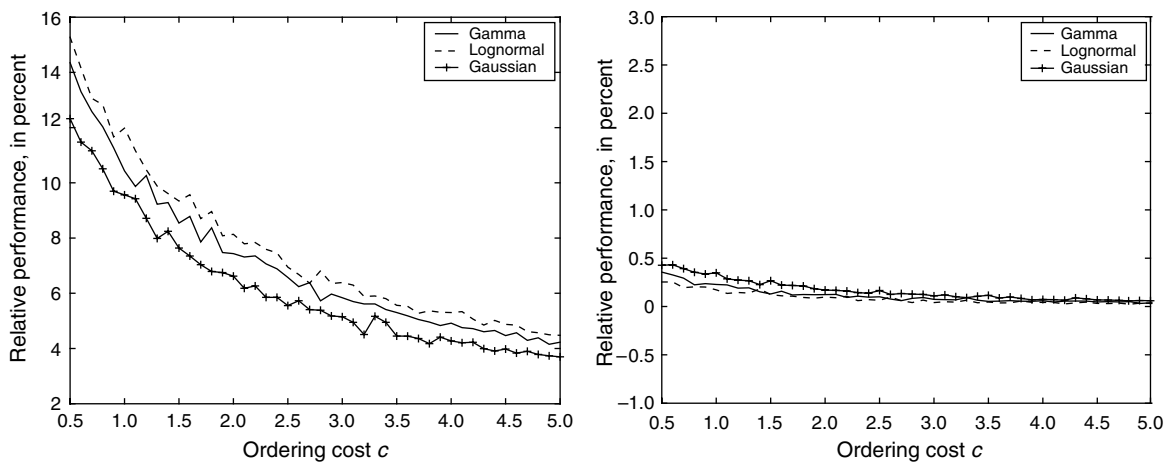 16
14
12
10
8
6
4
2
Relative performance, in percent
Gamma
Lognormal
Gaussian
0.5 1.0 1.5 2.0 2.5 3.0 3.5 4.0 4.5 5.0
Ordering cost c
3.0
2.5
2.0
1.5
1.0
0.5
0
−0.5
−1.0
Relative performance, in percent
Gamma
Lognormal
Gaussian
0.5 1.0 1.5 2.0 2.5 3.0 3.5 4.0 4.5 5.0
Ordering cost c